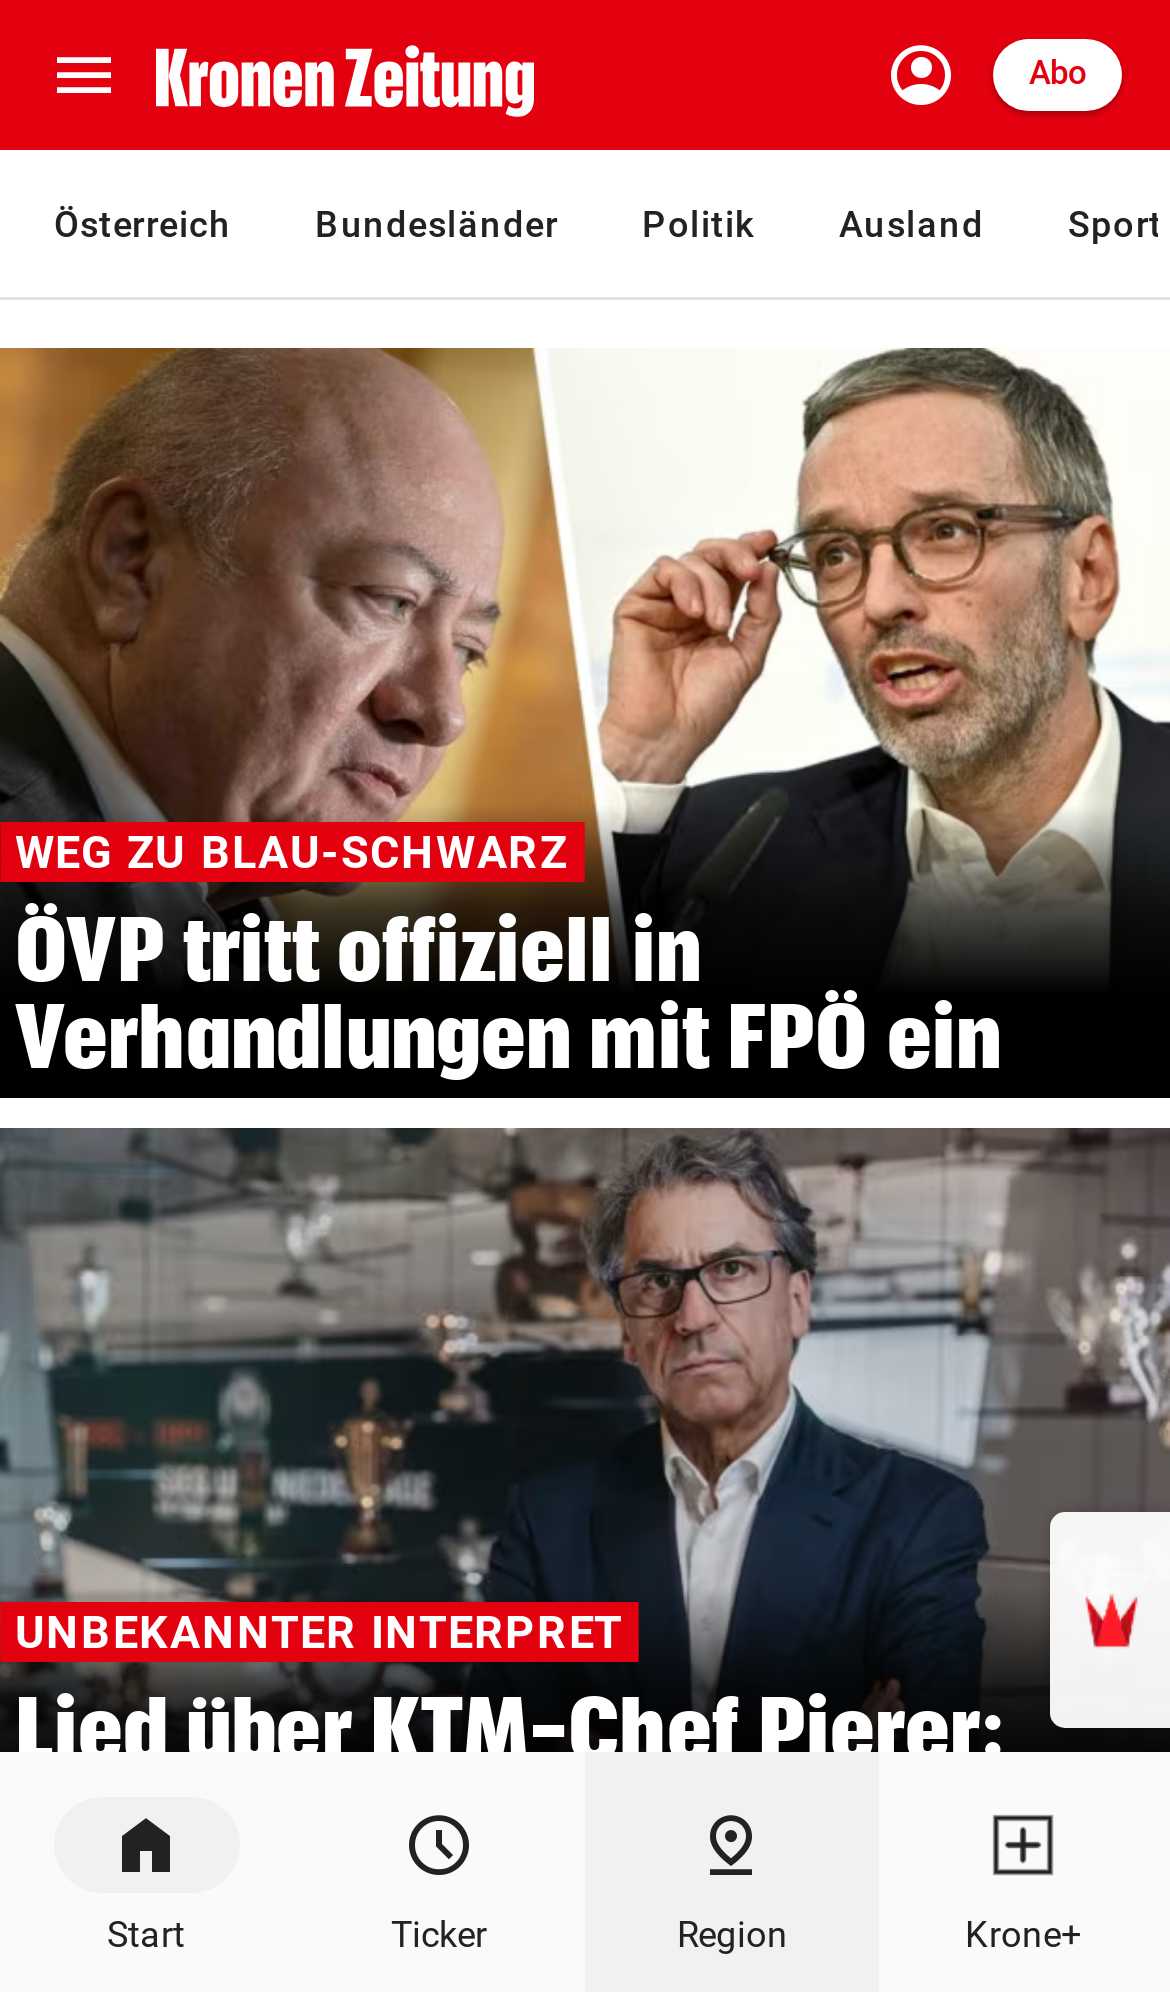 Kronen Zeitung
Abo
Österreich Bundesländer Politik Ausland Sport
WEG ZU BLAU-SCHWARZ
ÖVP tritt offiziell in
Verhandlungen mit FPÖ ein
UNBEKANNTER INTERPRET
Lied über KTM-Chef Pierer:
Start Ticker Region Krone+